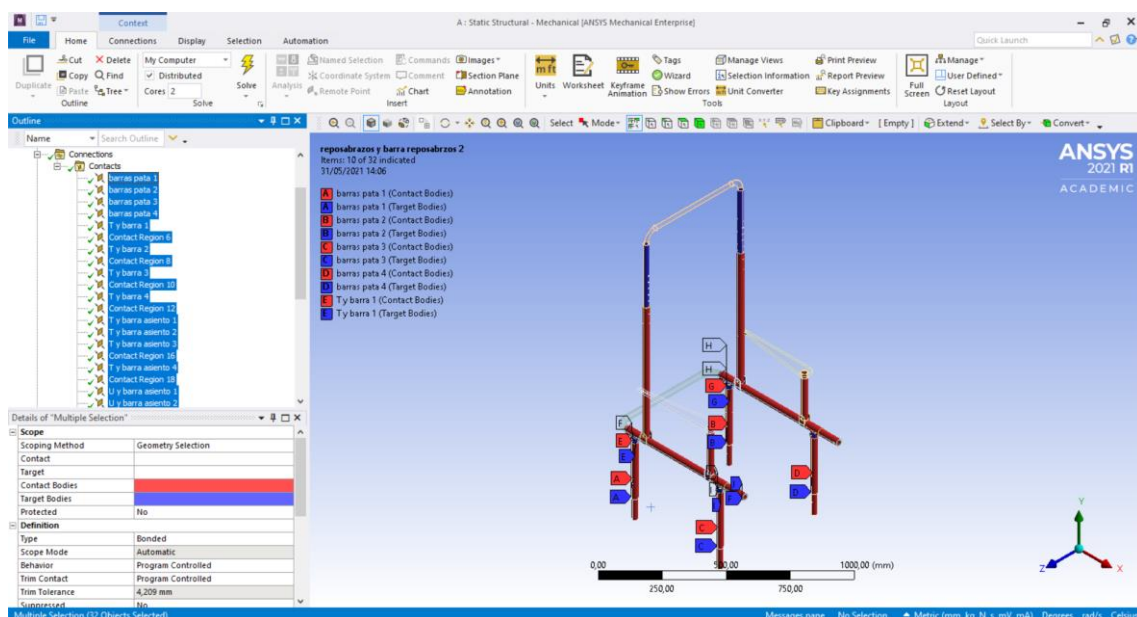 Context
A : Static Structural - Mechanical [ANSYS Mechanical Enterprise]
File Home Connections Display Selection Automation
Quick Launch
Duplicate
Cut
Copy
Paste
Delete
Find
Tree
Outline
My Computer
Distributed
Cores 2
Solve
Solve
Analysis
Named Selection
Coordinate System
Remote Point
Commands
Comment
Chart
Images
Section Plane
Annotation
Insert
Units
Worksheet
Keyframe
Animation
Tags
Wizard
Show Errors
Manage Views
Selection Information
Unit Converter
Print Preview
Report Preview
Key Assignments
Tools
Full
Screen
Manage
User Defined
Reset Layout
Layout
Outline
Name
Search Outline
Select Mode
Clipboard [ Empty ] Extend Select By Convert
Connections
Contacts
barras pata 1
barras pata 2
barras pata 3
barras pata 4
T y barra 1
Contact Region 6
T y barra 2
Contact Region 8
T y barra 3
Contact Region 10
T y barra 4
Contact Region 12
T y barra asiento 1
T y barra asiento 2
T y barra asiento 3
Contact Region 16
T y barra asiento 4
Contact Region 18
U y barra asiento 1
U y barra asiento 2
Details of "Multiple Selection"
Scope
Scoping Method Geometry Selection
Contact
Target
Contact Bodies
Target Bodies
Protected No
Definition
Type Bonded
Scope Mode Automatic
Behavior Program Controlled
Trim Contact Program Controlled
Trim Tolerance 4,209 mm
Suppressed No
reposabrazos y barra reposabrzos 2
Items: 10 of 32 indicated
31/05/2021 14:06
A barras pata 1 (Contact Bodies)
A barras pata 1 (Target Bodies)
B barras pata 2 (Contact Bodies)
B barras pata 2 (Target Bodies)
C barras pata 3 (Contact Bodies)
C barras pata 3 (Target Bodies)
D barras pata 4 (Contact Bodies)
D barras pata 4 (Target Bodies)
E T y barra 1 (Contact Bodies)
E T y barra 1 (Target Bodies)
ANSYS
2021 R1
ACADEMIC
H
H
G
G
F
B
E
B
E
A
A
D
D
C
C
F
0,00
1000,00 (mm)
250,00
750,00
Y
Z
X
Multiple Selection (32 Objects Selected)
Messages pane No Selection Metric (mm, kg, N, s, mV, mA) Degrees rad/s Celsius